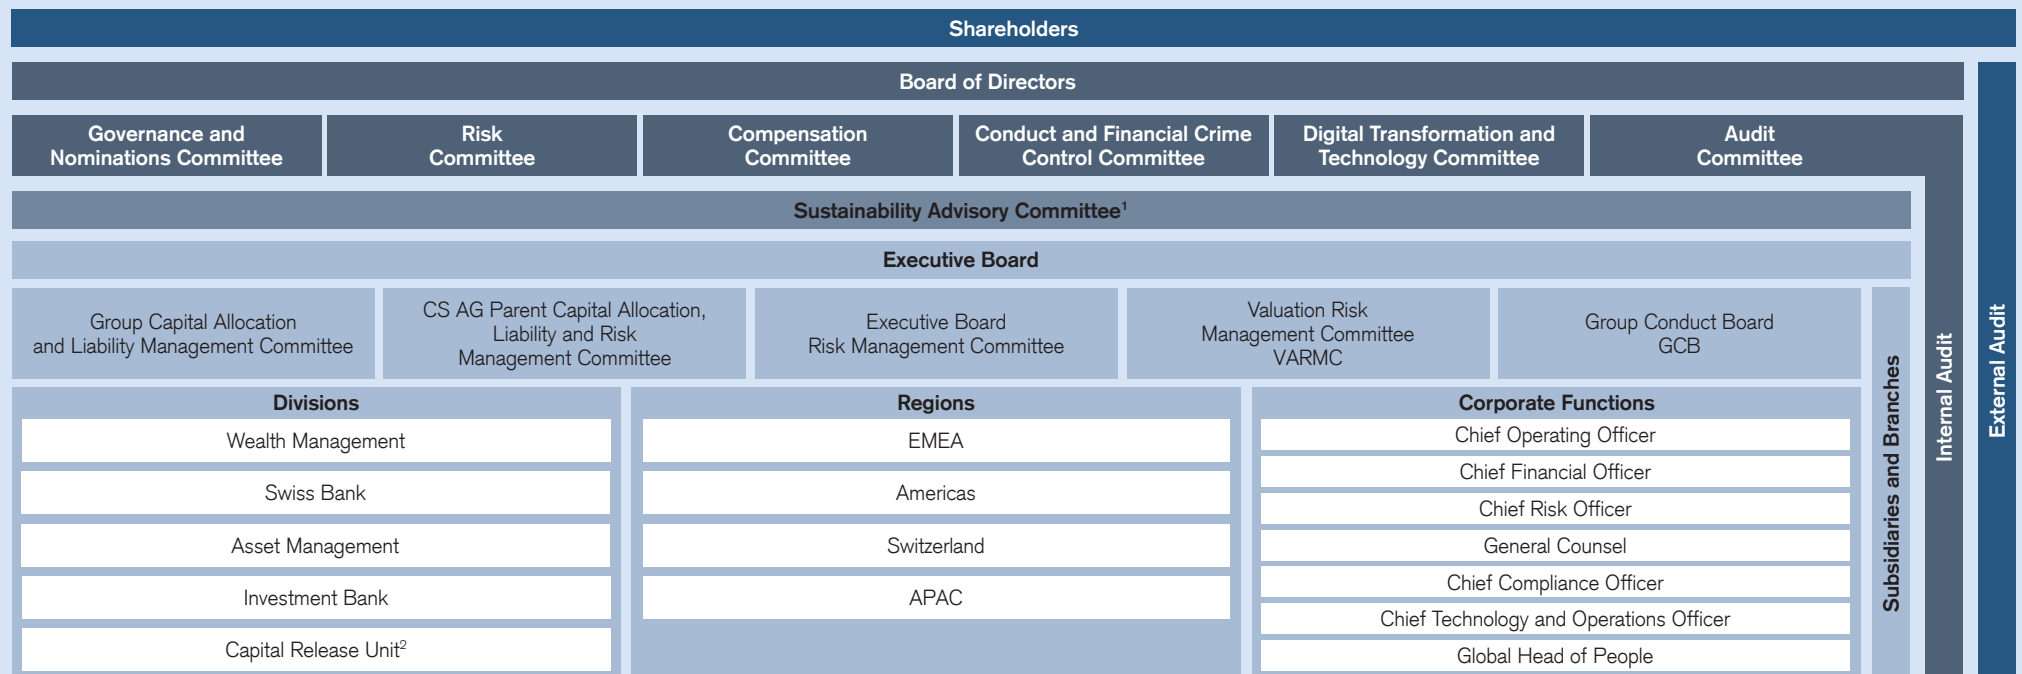 Shareholders
Board of Directors
Governance and
Nominations Committee
Risk
Committee
Compensation
Committee
Conduct and Financial Crime
Control Committee
Digital Transformation and
Technology Committee
Audit
Committee
Sustainability Advisory Committee¹
Executive Board
Group Capital Allocation
and Liability Management Committee
CS AG Parent Capital Allocation,
Liability and Risk
Management Committee
Executive Board
Risk Management Committee
Valuation Risk
Management Committee
VARMC
Group Conduct Board
GCB
Divisions
Wealth Management
Swiss Bank
Asset Management
Investment Bank
Capital Release Unit²
Regions
EMEA
Americas
Switzerland
APAC
Corporate Functions
Chief Operating Officer
Chief Financial Officer
Chief Risk Officer
General Counsel
Chief Compliance Officer
Chief Technology and Operations Officer
Global Head of People
Subsidiaries and Branches
Internal Audit
External Audit